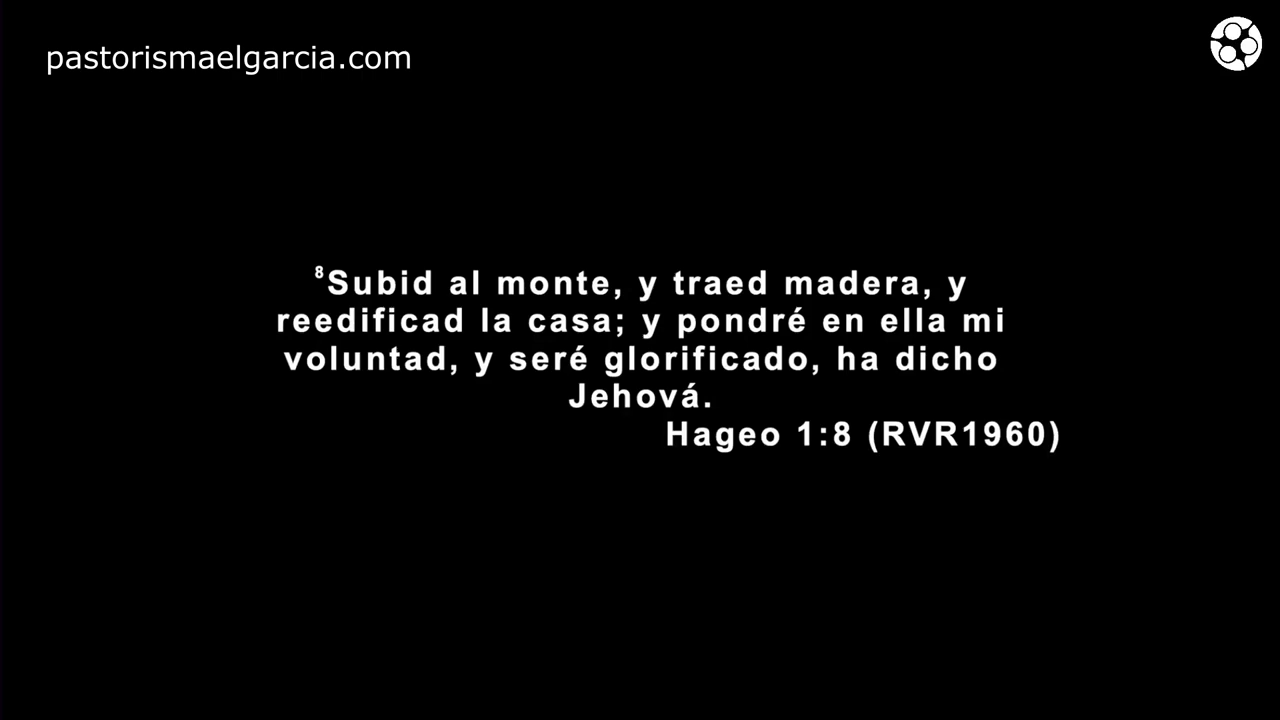 pastorismaelgarcia.com
⁸Subid al monte, y traed madera, y
reedificad la casa; y pondré en ella mi
voluntad, y seré glorificado, ha dicho
Jehová.
Hageo 1:8 (RVR1960)